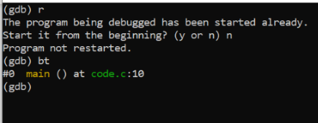 (gdb) r
The program being debugged has been started already.
Start it from the beginning? (y or n) n
Program not restarted.
(gdb) bt
#0  main () at code.c:10
(gdb)